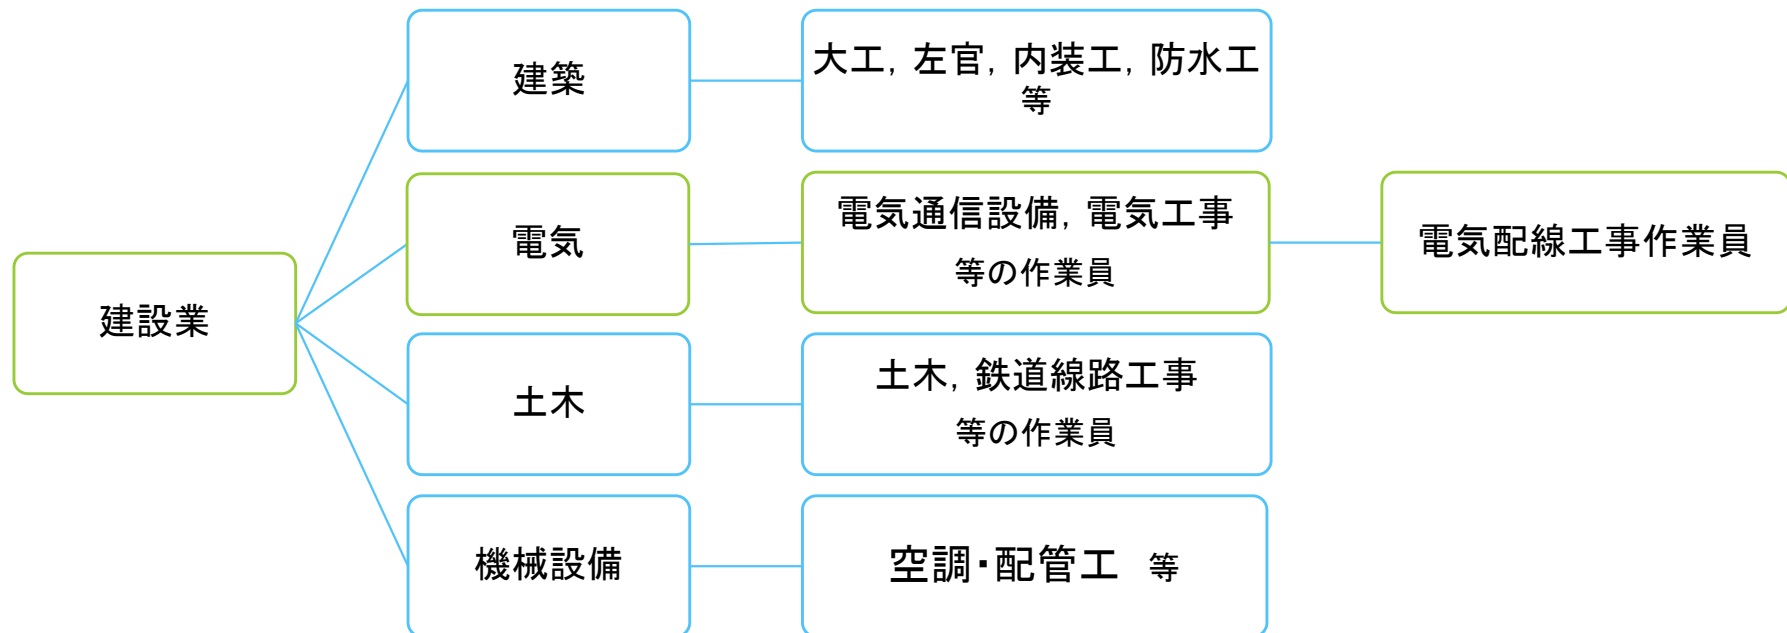 建設業
建築
大工, 左官, 内装工, 防水工
等
電気
電気通信設備, 電気工事
等の作業員
電気配線工事作業員
土木
土木, 鉄道線路工事
等の作業員
機械設備
空調・配管工　等